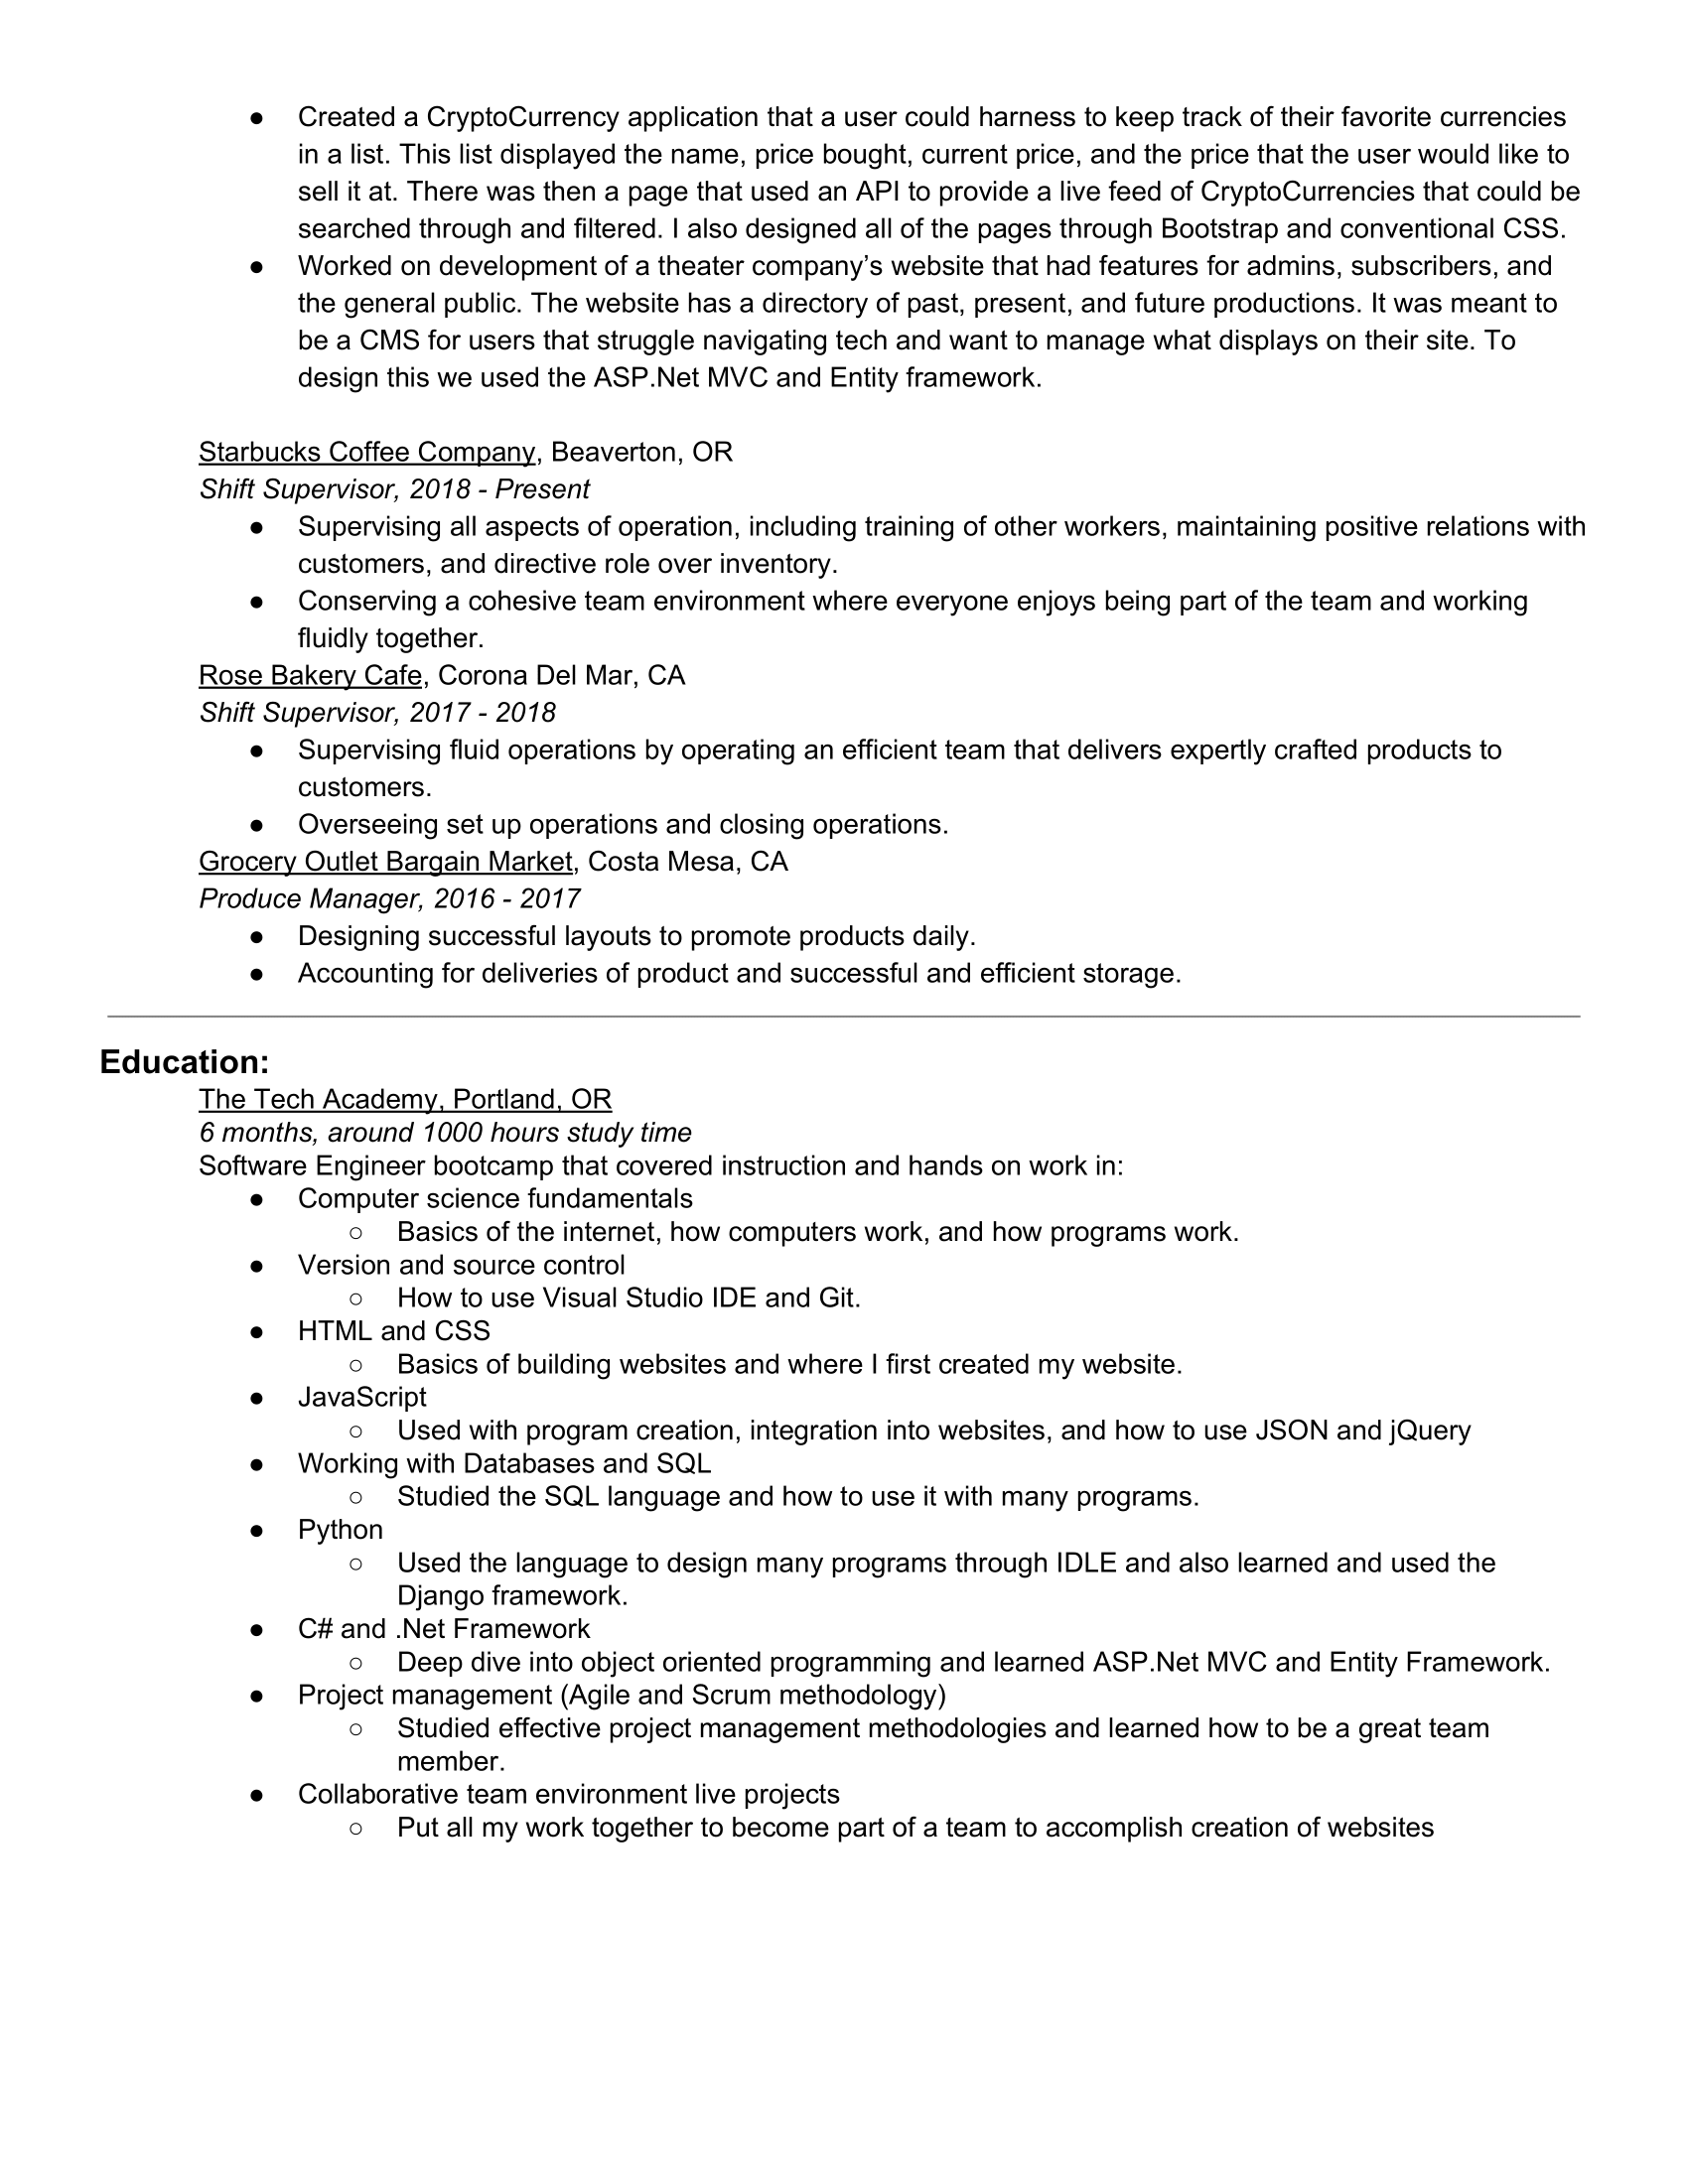 ● Created a CryptoCurrency application that a user could harness to keep track of their favorite currencies
in a list. This list displayed the name, price bought, current price, and the price that the user would like to
sell it at. There was then a page that used an API to provide a live feed of CryptoCurrencies that could be
searched through and filtered. I also designed all of the pages through Bootstrap and conventional CSS.
● Worked on development of a theater company’s website that had features for admins, subscribers, and
the general public. The website has a directory of past, present, and future productions. It was meant to
be a CMS for users that struggle navigating tech and want to manage what displays on their site. To
design this we used the ASP.Net MVC and Entity framework.
Starbucks Coffee Company, Beaverton, OR
Shift Supervisor, 2018 - Present
● Supervising all aspects of operation, including training of other workers, maintaining positive relations with
customers, and directive role over inventory.
● Conserving a cohesive team environment where everyone enjoys being part of the team and working
fluidly together.
Rose Bakery Cafe, Corona Del Mar, CA
Shift Supervisor, 2017 - 2018
● Supervising fluid operations by operating an efficient team that delivers expertly crafted products to
customers.
● Overseeing set up operations and closing operations.
Grocery Outlet Bargain Market, Costa Mesa, CA
Produce Manager, 2016 - 2017
● Designing successful layouts to promote products daily.
● Accounting for deliveries of product and successful and efficient storage.
Education:
The Tech Academy, Portland, OR
6 months, around 1000 hours study time
Software Engineer bootcamp that covered instruction and hands on work in:
● Computer science fundamentals
○ Basics of the internet, how computers work, and how programs work.
● Version and source control
○ How to use Visual Studio IDE and Git.
● HTML and CSS
○ Basics of building websites and where I first created my website.
● JavaScript
○ Used with program creation, integration into websites, and how to use JSON and jQuery
● Working with Databases and SQL
○ Studied the SQL language and how to use it with many programs.
● Python
○ Used the language to design many programs through IDLE and also learned and used the
Django framework.
● C# and .Net Framework
○ Deep dive into object oriented programming and learned ASP.Net MVC and Entity Framework.
● Project management (Agile and Scrum methodology)
○ Studied effective project management methodologies and learned how to be a great team
member.
● Collaborative team environment live projects
○ Put all my work together to become part of a team to accomplish creation of websites